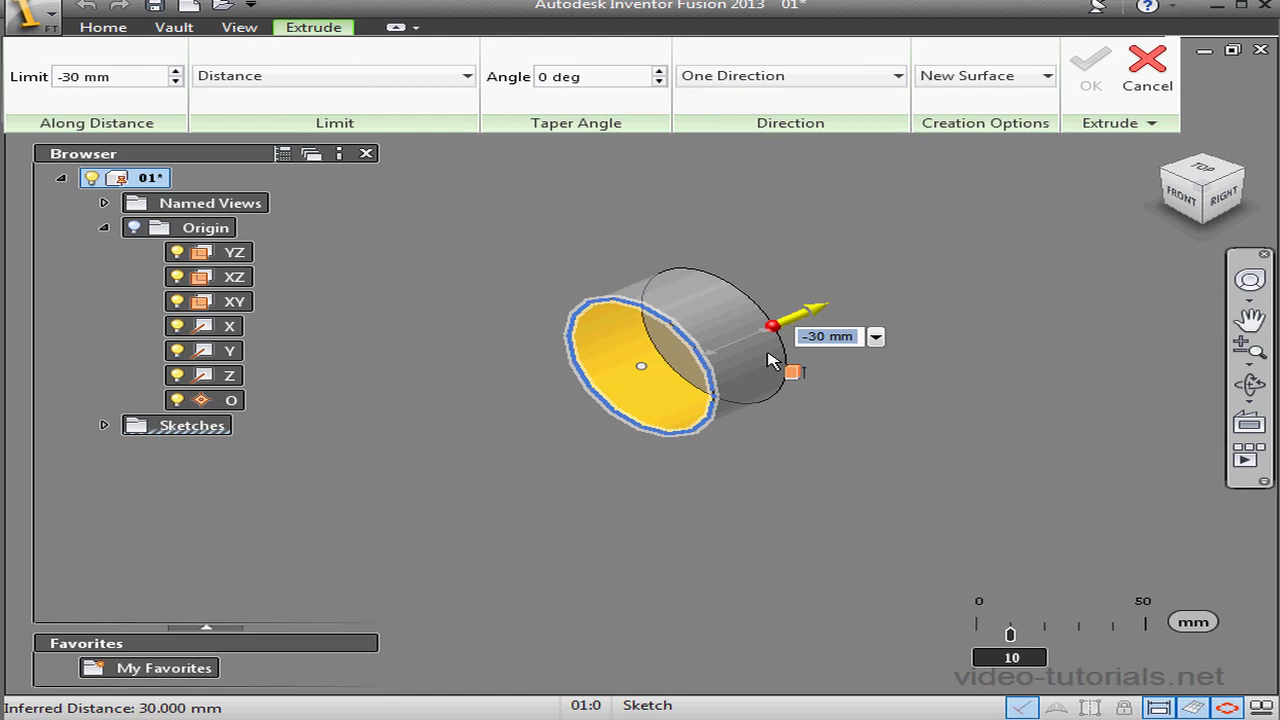 Autodesk Inventor Fusion 2013 01*
FT
Home Vault View Extrude
Limit -30 mm Distance Angle 0 deg One Direction New Surface OK Cancel
Along Distance Limit Taper Angle Direction Creation Options Extrude
Browser
01*
Named Views
Origin
YZ
XZ
XY
X
Y
Z
O
Sketches
TOP
FRONT RIGHT
-30 mm
0 50
mm
10
Favorites
My Favorites
video-tutorials.net
Inferred Distance: 30.000 mm 01:0 Sketch